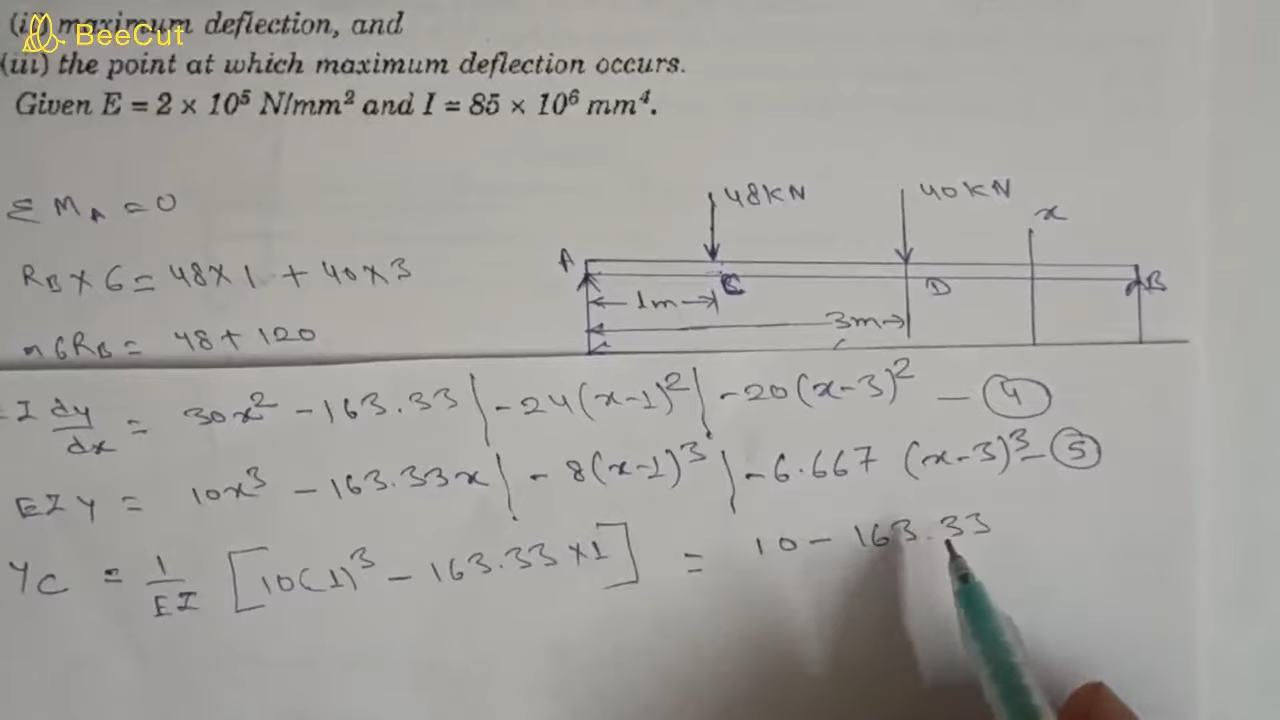 (ii) maximum deflection, and
BeeCut
(iii) the point at which maximum deflection occurs.
Given E = 2 × 10⁵ N/mm² and I = 85 × 10⁶ mm⁴.
Σ M_A = 0
48KN
40KN
x
R_B × 6 = 48×1 + 40×3
A
C
D
B
1m
3m
6R_B = 48 + 120
I dy/dx = 30x² - 163.33 | - 24(x-1)² | - 20(x-3)² — (4)
EIy = 10x³ - 163.33x | - 8(x-1)³ | - 6.667 (x-3)³ — (5)
y_C = 1/EI [10(1)³ - 163.33×1] = 10 - 163.33